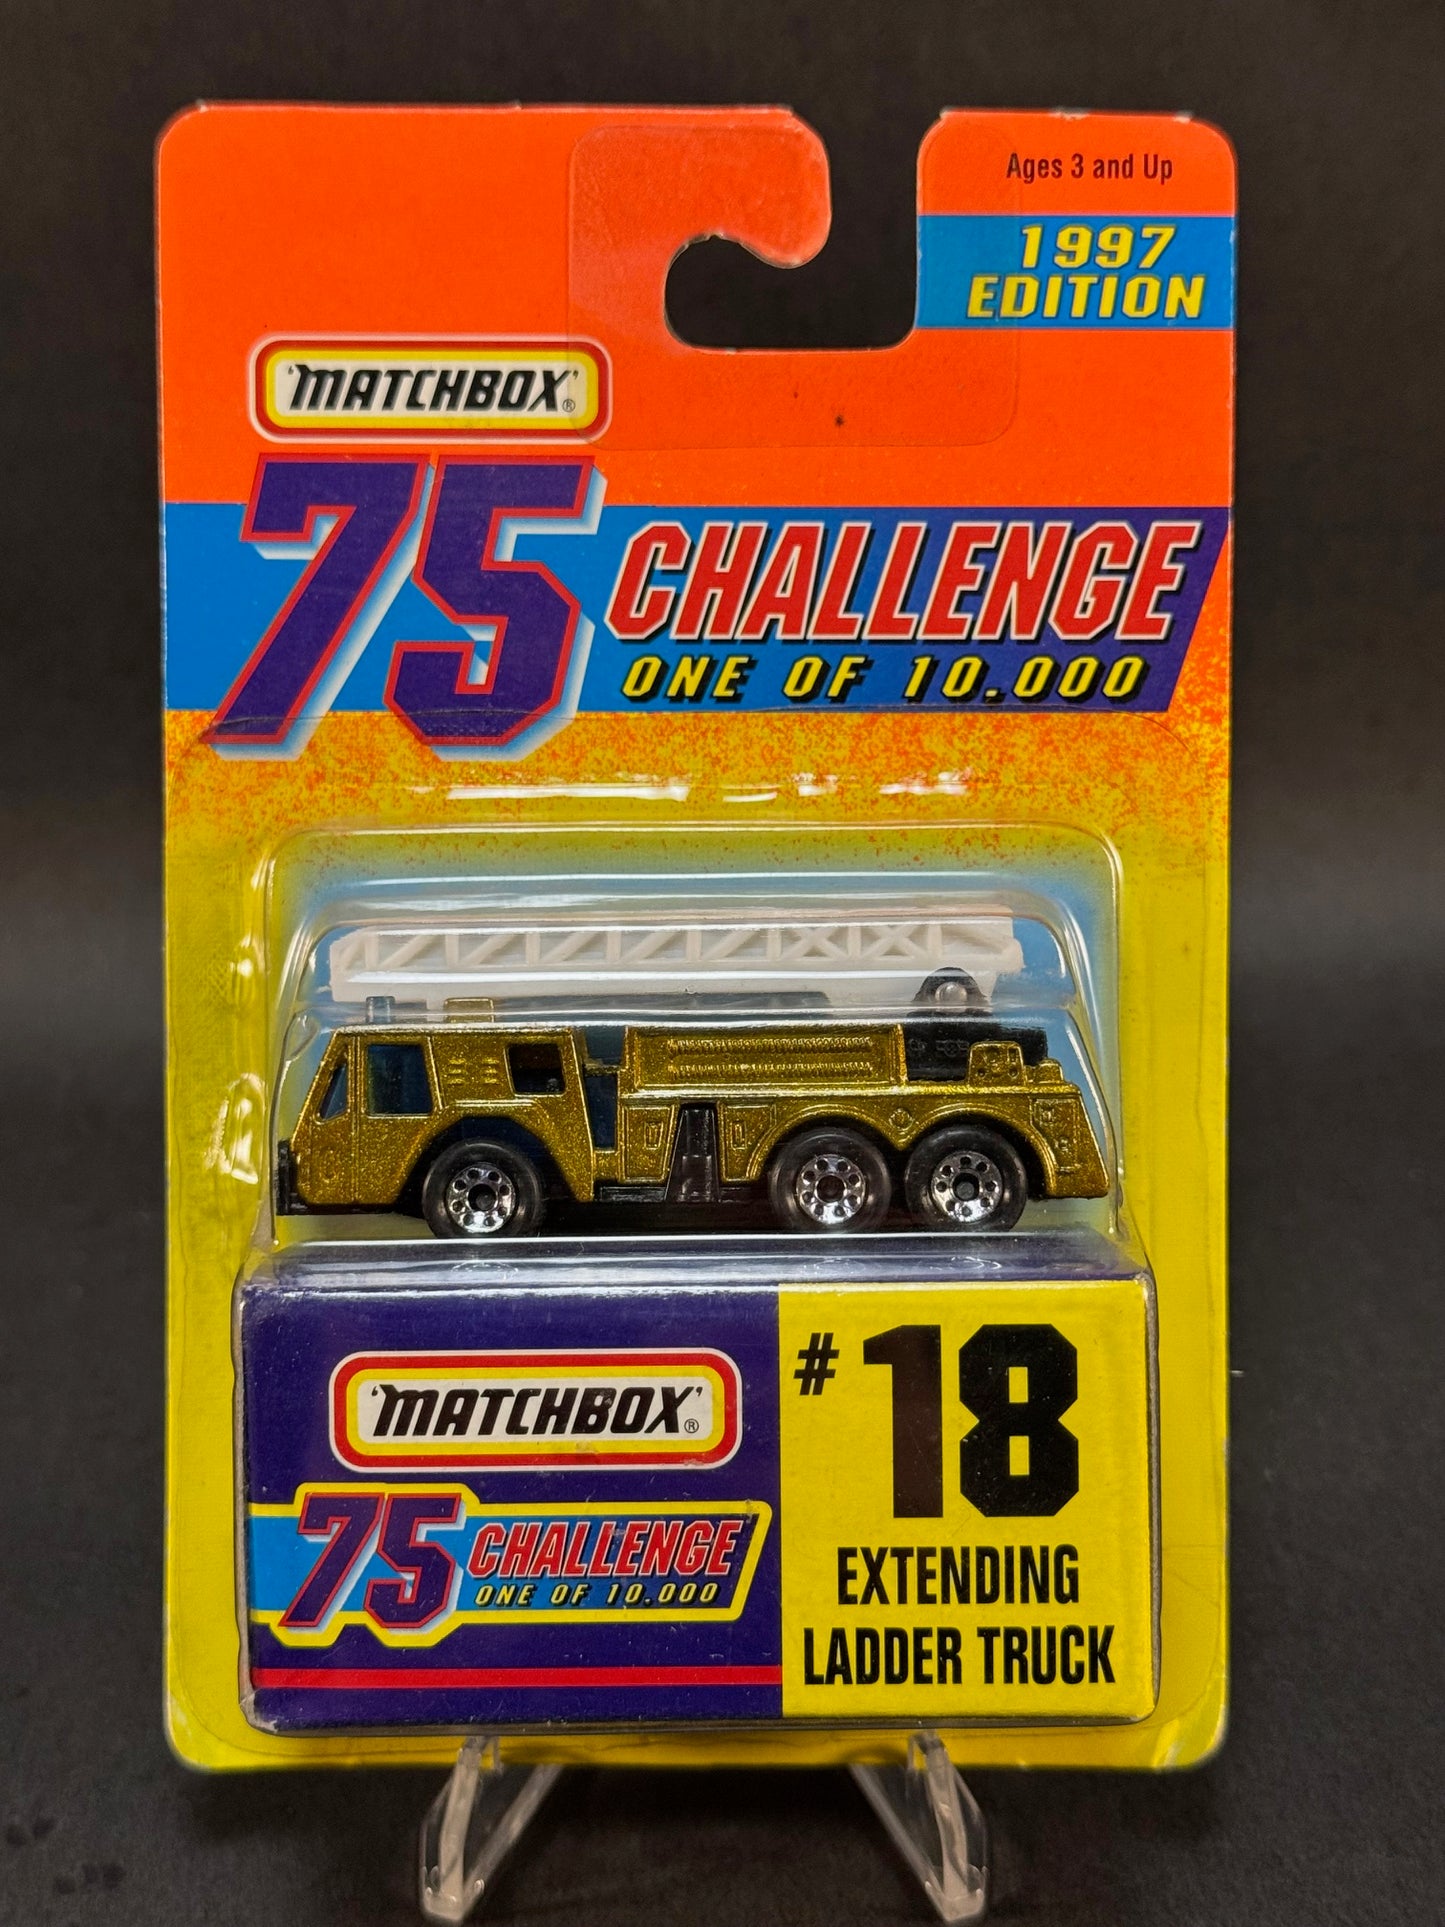 Ages 3 and Up
1997
EDITION
'MATCHBOX'®
75 CHALLENGE
ONE OF 10,000
'MATCHBOX'®
75 CHALLENGE
ONE OF 10,000
#18
EXTENDING
LADDER TRUCK